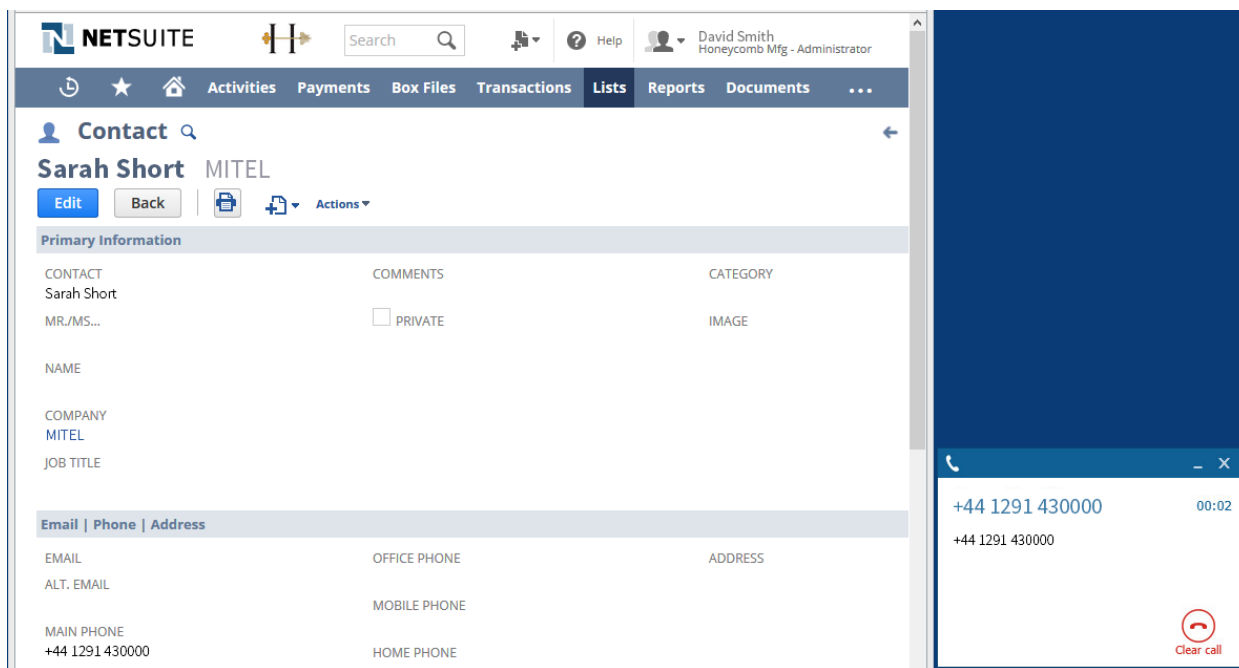 NETSUITE
H
Search
Help
David Smith
Honeycomb Mfg - Administrator
Activities Payments Box Files Transactions Lists Reports Documents ...
Contact
Sarah Short MITEL
Edit Back Actions
Primary Information
CONTACT COMMENTS CATEGORY
Sarah Short
MR./MS... PRIVATE IMAGE
NAME
COMPANY
MITEL
JOB TITLE
Email | Phone | Address
EMAIL OFFICE PHONE ADDRESS
ALT. EMAIL
MOBILE PHONE
MAIN PHONE
+44 1291 430000
HOME PHONE
+44 1291 430000 00:02
+44 1291 430000
Clear call